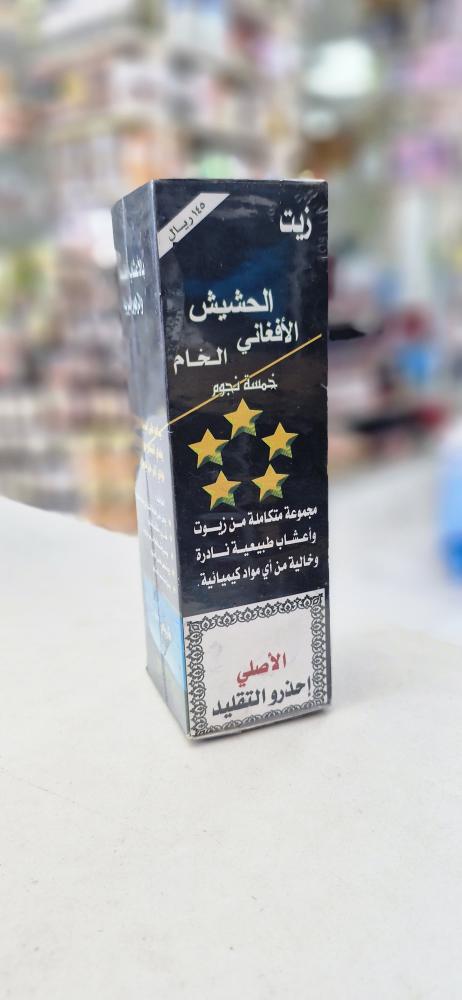 ١٤٥ ريال
زيت
الحشيش
الأفغاني
الخام
خمسة نجوم
مجموعة متكاملة من زيوت
وأعشاب طبيعية نادرة
وخالية من أي مواد كيميائية.
الأصلي
إحذرو التقليد